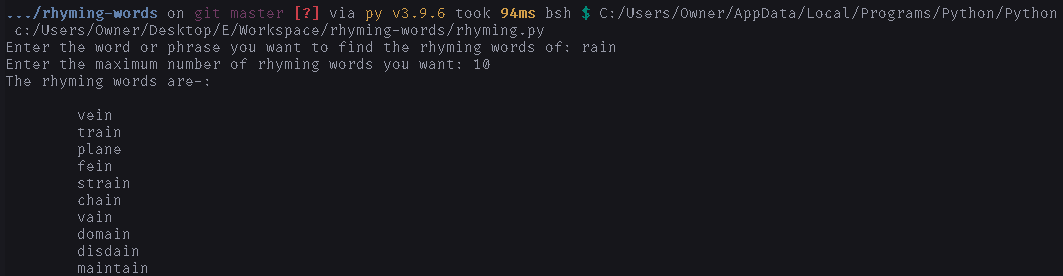 .../rhyming-words on git master [?] via py v3.9.6 took 94ms bsh $ C:/Users/Owner/AppData/Local/Programs/Python/Python
c:/Users/Owner/Desktop/E/Workspace/rhyming-words/rhyming.py
Enter the word or phrase you want to find the rhyming words of: rain
Enter the maximum number of rhyming words you want: 10
The rhyming words are-:
vein
train
plane
fein
strain
chain
vain
domain
disdain
maintain